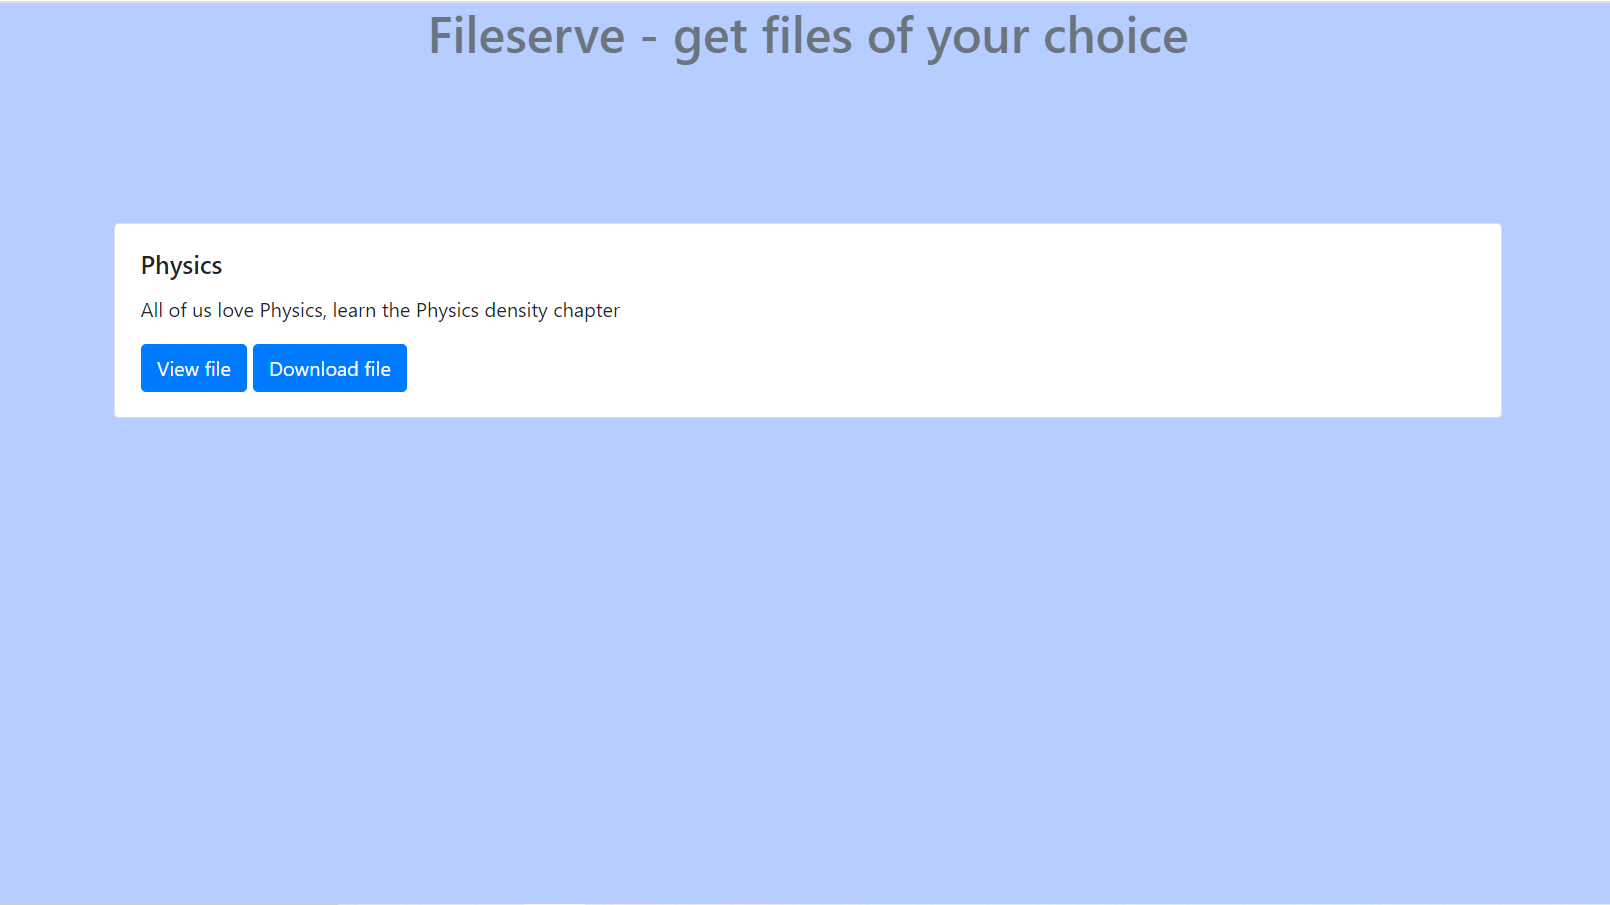 Fileserve - get files of your choice
Physics
All of us love Physics, learn the Physics density chapter
View file
Download file